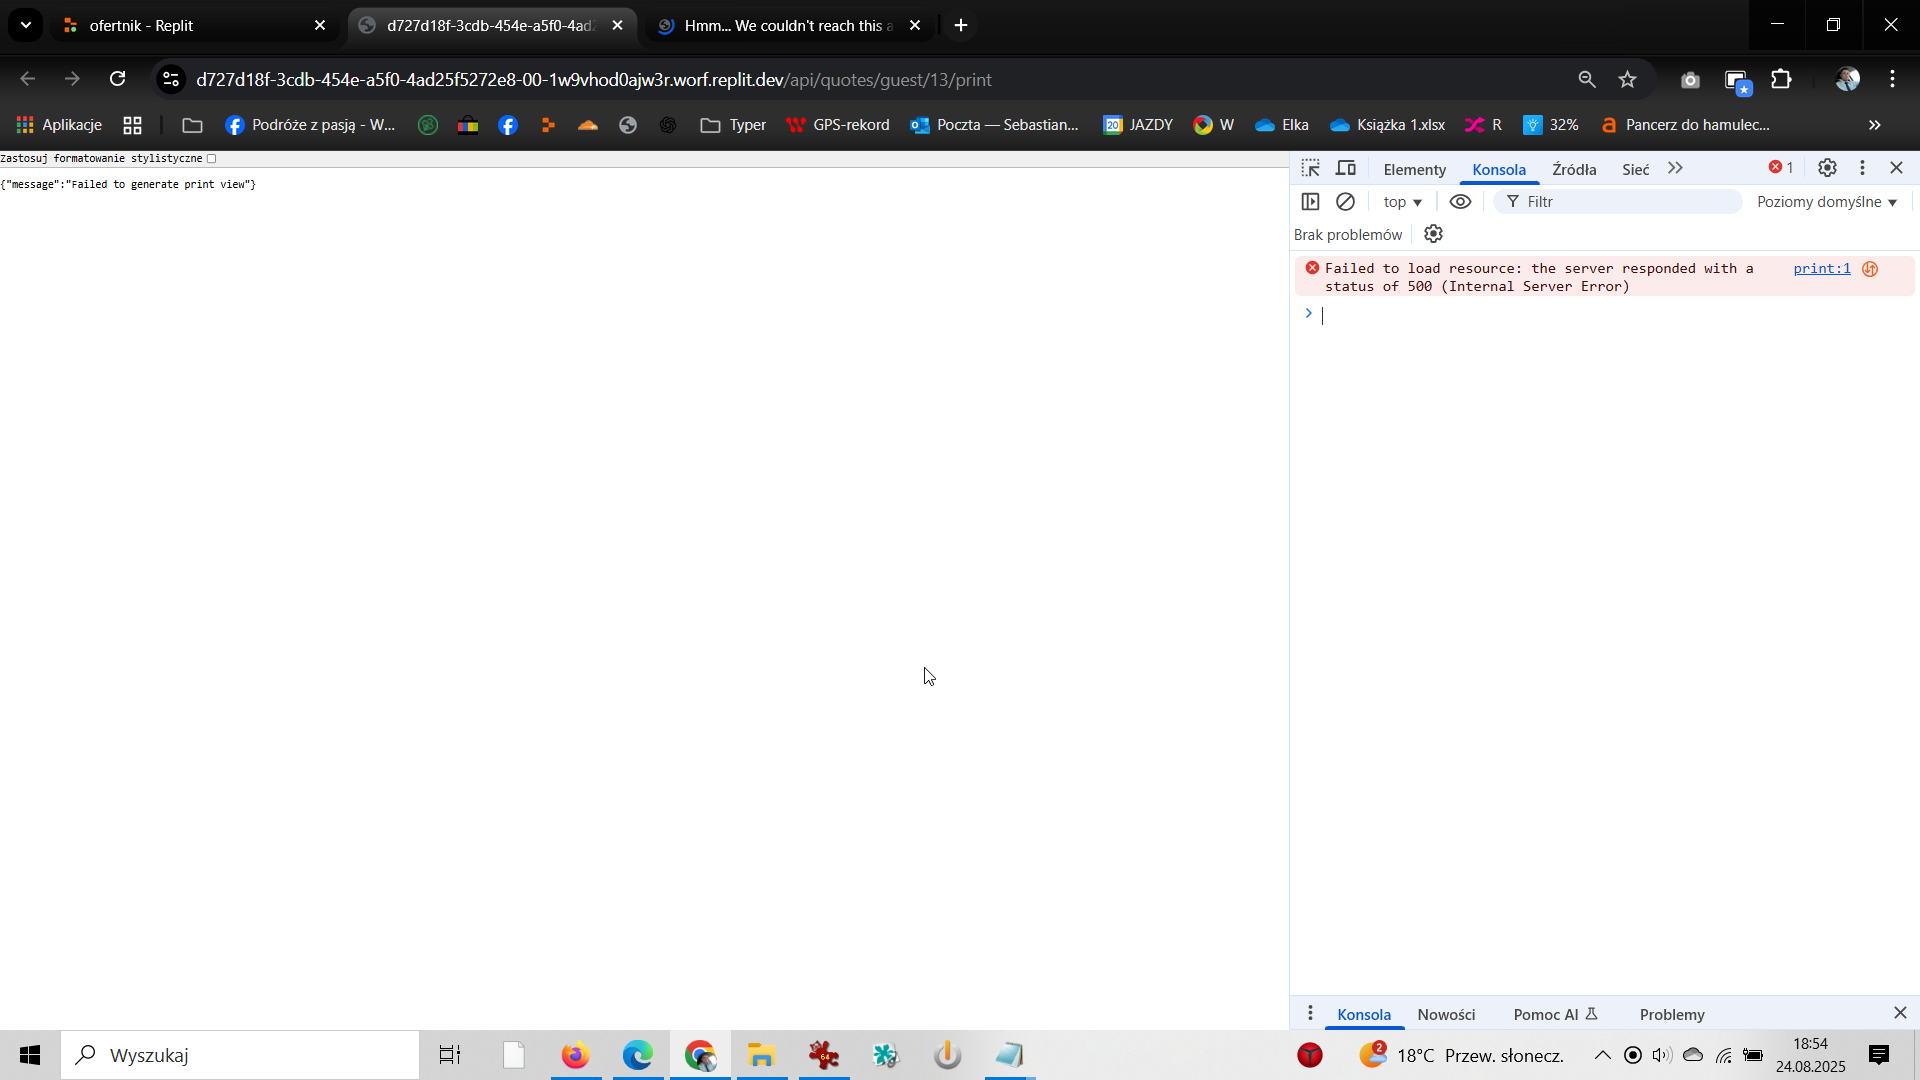 ofertnik - Replit
d727d18f-3cdb-454e-a5f0-4ad
Hmm... We couldn't reach this a
d727d18f-3cdb-454e-a5f0-4ad25f5272e8-00-1w9vhod0ajw3r.worf.replit.dev/api/quotes/guest/13/print
Aplikacje
Podróże z pasją - W...
Typer
GPS-rekord
Poczta — Sebastian...
20 JAZDY
W
Elka
Książka 1.xlsx
R
32%
Pancerz do hamulec...
Zastosuj formatowanie stylistyczne
{"message":"Failed to generate print view"}
Elementy
Konsola
Źródła
Sieć
1
top
Filtr
Poziomy domyślne
Brak problemów
Failed to load resource: the server responded with a
status of 500 (Internal Server Error)
print:1
Konsola
Nowości
Pomoc AI
Problemy
Wyszukaj
64
2
18°C Przew. słonecz.
18:54
24.08.2025